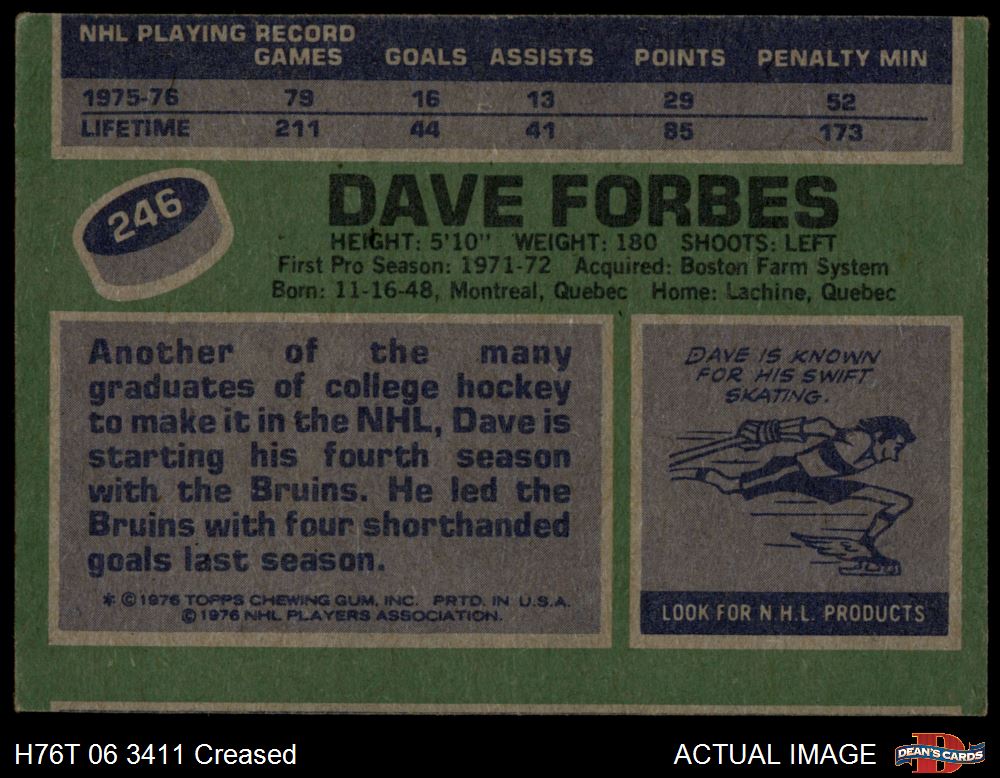 NHL PLAYING RECORD
GAMES GOALS ASSISTS POINTS PENALTY MIN
1975-76 79 16 13 29 52
LIFETIME 211 44 41 85 173
246
DAVE FORBES
HEIGHT: 5'10" WEIGHT: 180 SHOOTS: LEFT
First Pro Season: 1971-72 Acquired: Boston Farm System
Born: 11-16-48, Montreal, Quebec Home: Lachine, Quebec
Another of the many
graduates of college hockey
to make it in the NHL, Dave is
starting his fourth season
with the Bruins. He led the
Bruins with four shorthanded
goals last season.
* © 1976 TOPPS CHEWING GUM, INC. PRTD. IN U.S.A.
© 1976 NHL PLAYERS ASSOCIATION.
DAVE IS KNOWN
FOR HIS SWIFT
SKATING.
LOOK FOR N.H.L. PRODUCTS
H76T 06 3411 Creased
ACTUAL IMAGE
D
DEAN'S CARDS